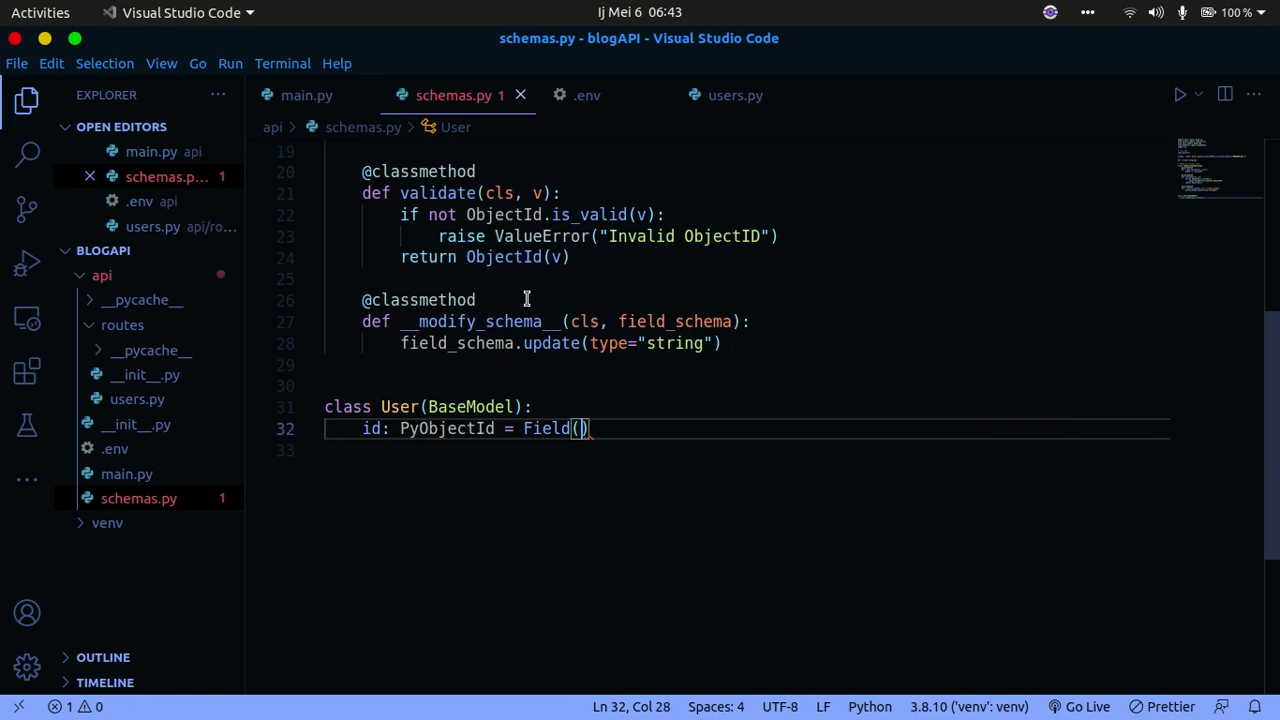 Activities
Visual Studio Code
Ij Mei 6 06:43
100 %
schemas.py - blogAPI - Visual Studio Code
File Edit Selection View Go Run Terminal Help
EXPLORER
OPEN EDITORS
main.py api
schemas.p... 1
.env api
users.py api/ro...
BLOGAPI
api
__pycache__
routes
__pycache__
__init__.py
users.py
__init__.py
.env
main.py
schemas.py 1
venv
OUTLINE
TIMELINE
main.py
schemas.py 1
.env
users.py
api > schemas.py > User
19
20 @classmethod
21 def validate(cls, v):
22 if not ObjectId.is_valid(v):
23 raise ValueError("Invalid ObjectID")
24 return ObjectId(v)
25
26 @classmethod
27 def __modify_schema__(cls, field_schema):
28 field_schema.update(type="string")
29
30
31 class User(BaseModel):
32 id: PyObjectId = Field()
33
1 0
Ln 32, Col 28
Spaces: 4
UTF-8
LF
Python
3.8.10 ('venv': venv)
Go Live
Prettier